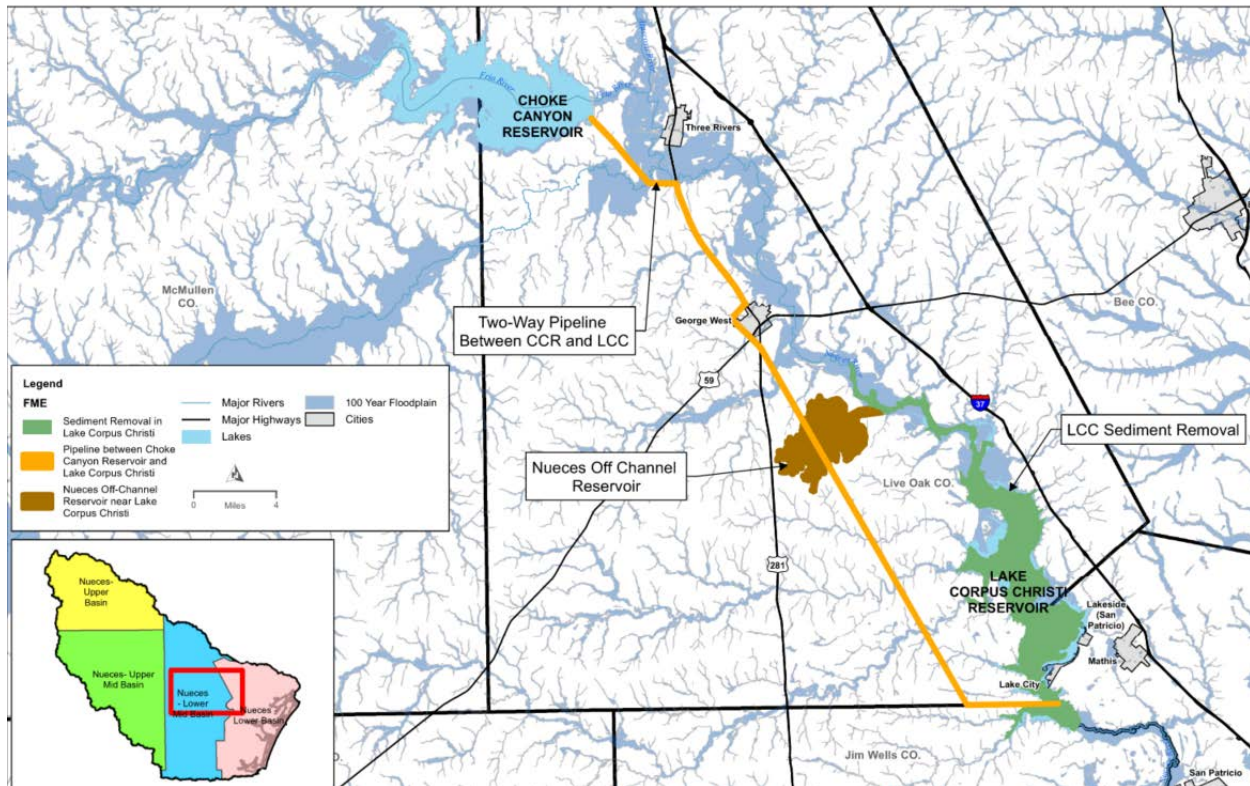 Frio River
CHOKE
CANYON
RESERVOIR
Three Rivers
McMullen
CO.
Two-Way Pipeline
Between CCR and LCC
George West
Bee CO.
59
37
LCC Sediment Removal
Nueces Off Channel
Reservoir
Live Oak CO.
281
LAKE
CORPUS CHRISTI
RESERVOIR
Lakeside (San
Patricio)
Mathis
Lake City
Jim Wells CO.
San Patricio
Legend
FME
Sediment Removal in
Lake Corpus Christi
Pipeline between Choke
Canyon Reservoir and
Lake Corpus Christi
Nueces Off-Channel
Reservoir near Lake
Corpus Christi
Major Rivers
Major Highways
Lakes
100 Year Floodplain
Cities
0 4
Miles
Nueces-
Upper
Basin
Nueces- Upper
Mid Basin
Nueces
- Lower
Mid Basin
Nueces
Lower Basin